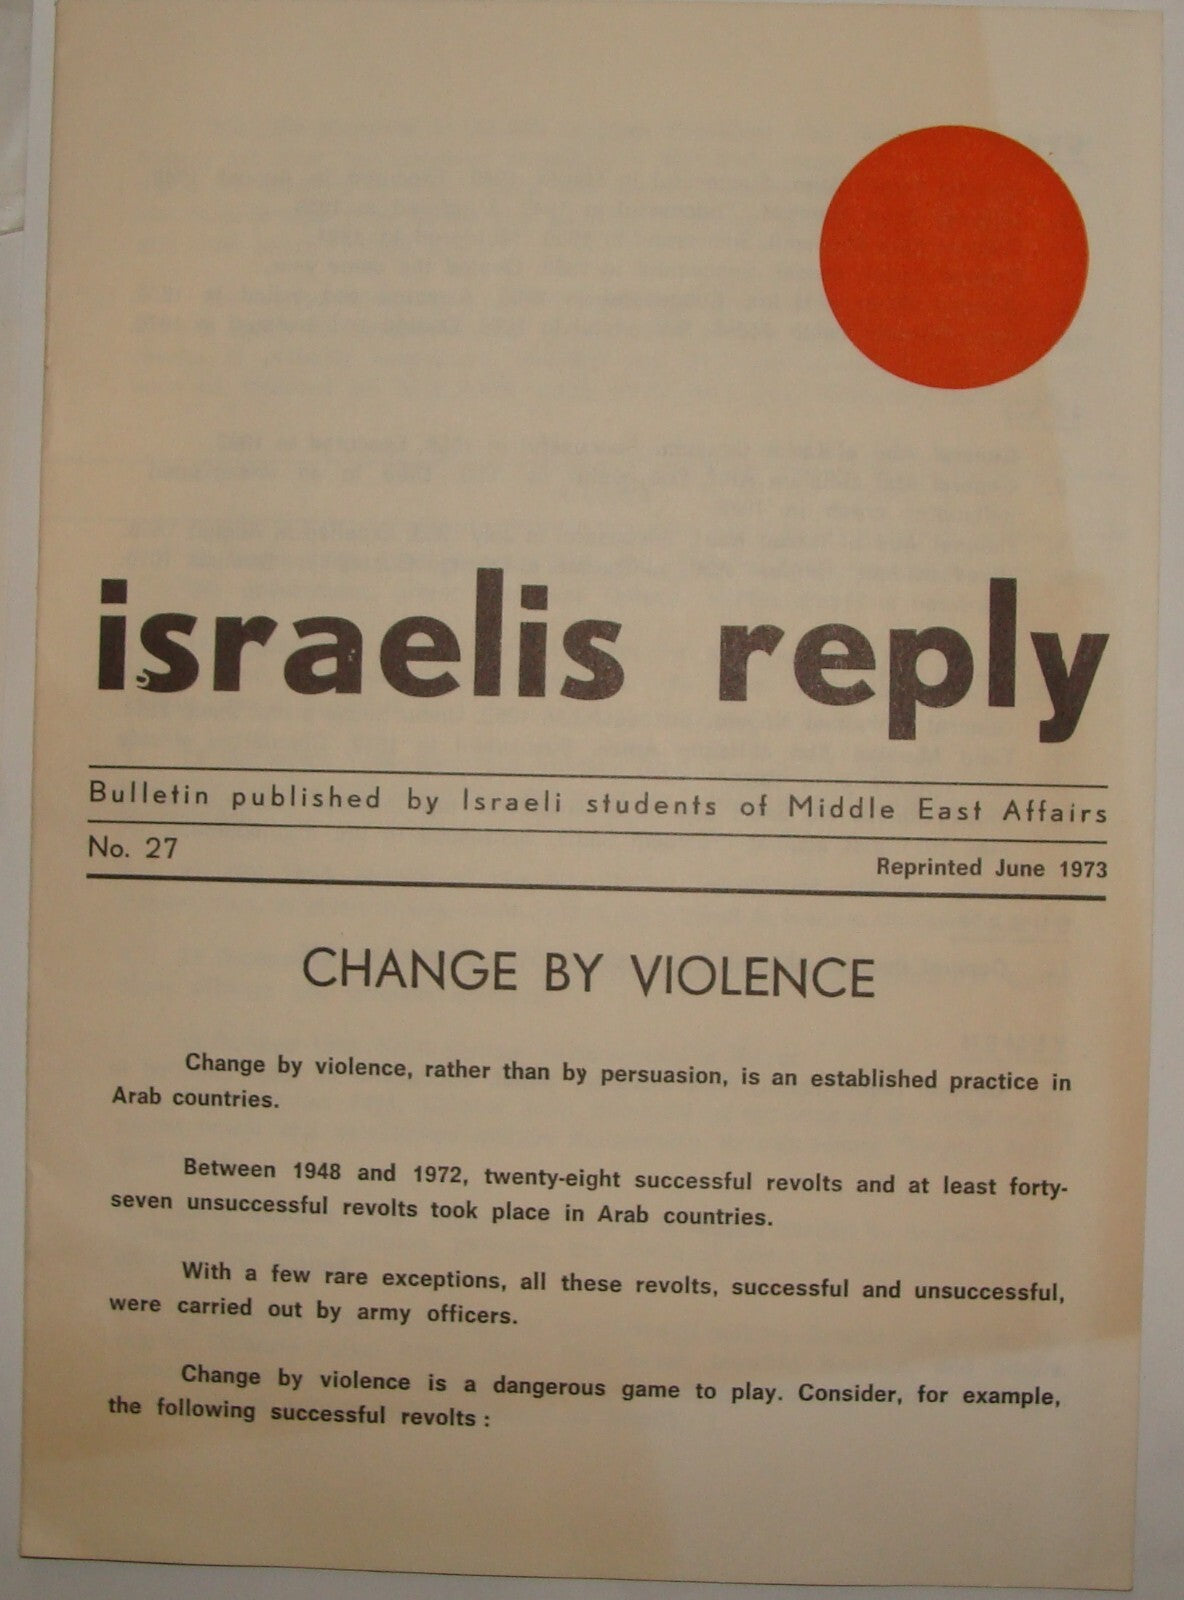 israelis reply
Bulletin published by Israeli students of Middle East Affairs
No. 27
Reprinted June 1973
CHANGE BY VIOLENCE
Change by violence, rather than by persuasion, is an established practice in
Arab countries.
Between 1948 and 1972, twenty-eight successful revolts and at least forty-
seven unsuccessful revolts took place in Arab countries.
With a few rare exceptions, all these revolts, successful and unsuccessful,
were carried out by army officers.
Change by violence is a dangerous game to play. Consider, for example,
the following successful revolts :